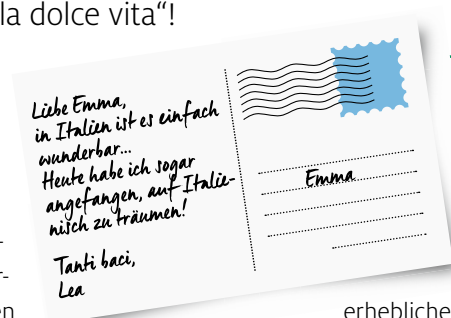 la dolce vita“!
Liebe Emma,
in Italien ist es einfach
wunderbar...
Heute habe ich sogar
angefangen, auf Italie-
nisch zu träumen!
Tanti baci,
Lea
Emma
-
r-
en
erhebliche